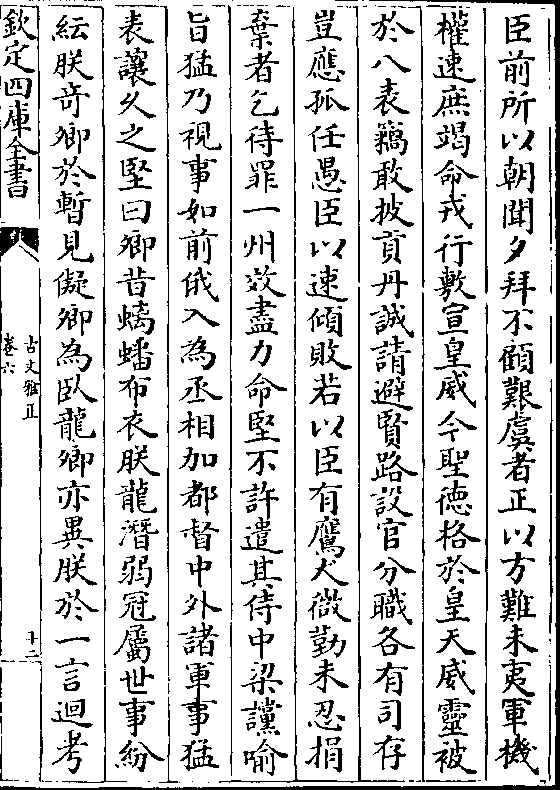 臣前所以朝聞夕拜不顧艱虞者正以方難未夷軍機
權速庶竭命戎行敷宣皇威今聖德格於皇天威靈被
於八表竊敢披貢丹誠請避賢路設官分職各有司存
豈應孤任愚臣以速傾敗若以臣有鷹犬微勤未忍捐
棄者乞待罪一州效盡力命堅不許遣其侍中梁讜喻
旨猛乃視事如前俄入為丞相加都督中外諸軍事猛
表讓久之堅曰卿昔螭蟠布衣朕龍潛弱冠屬世事紛
紜朕奇卿於暫見儗卿為臥龍卿亦異朕於一言迴考
欽定四庫全書
古文雅正
卷六
十二